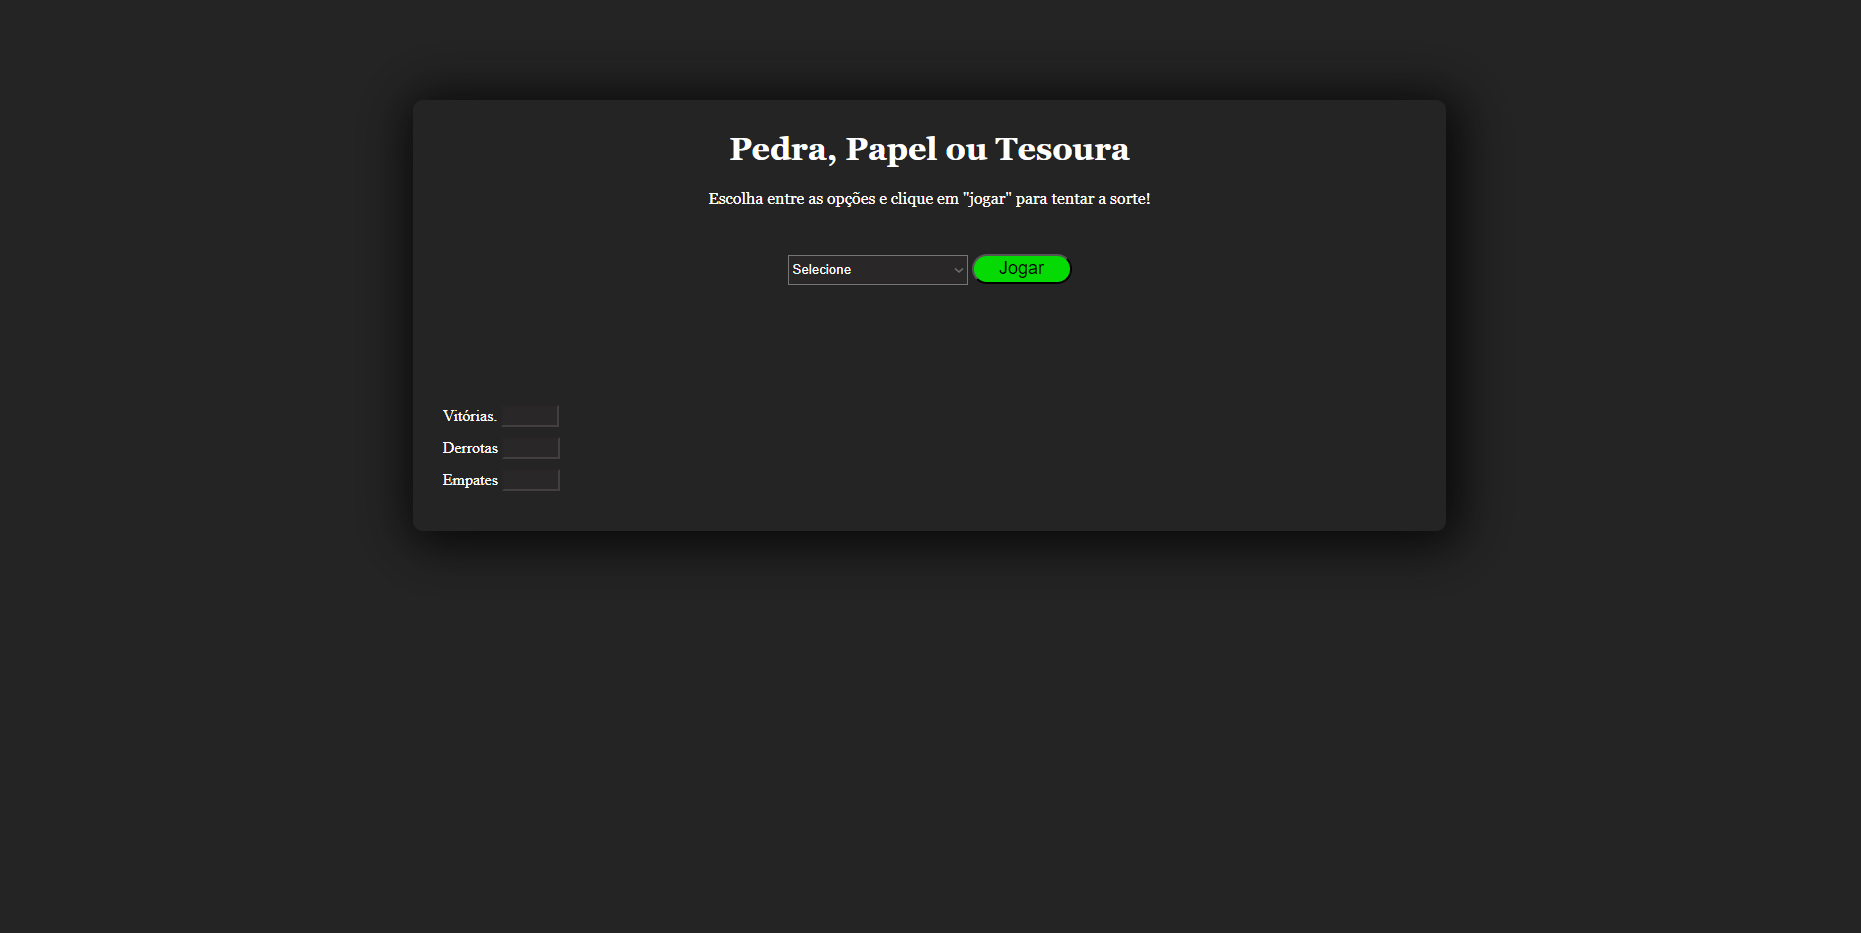 Pedra, Papel ou Tesoura
Escolha entre as opções e clique em "jogar" para tentar a sorte!
Selecione Jogar
Vitórias.
Derrotas
Empates